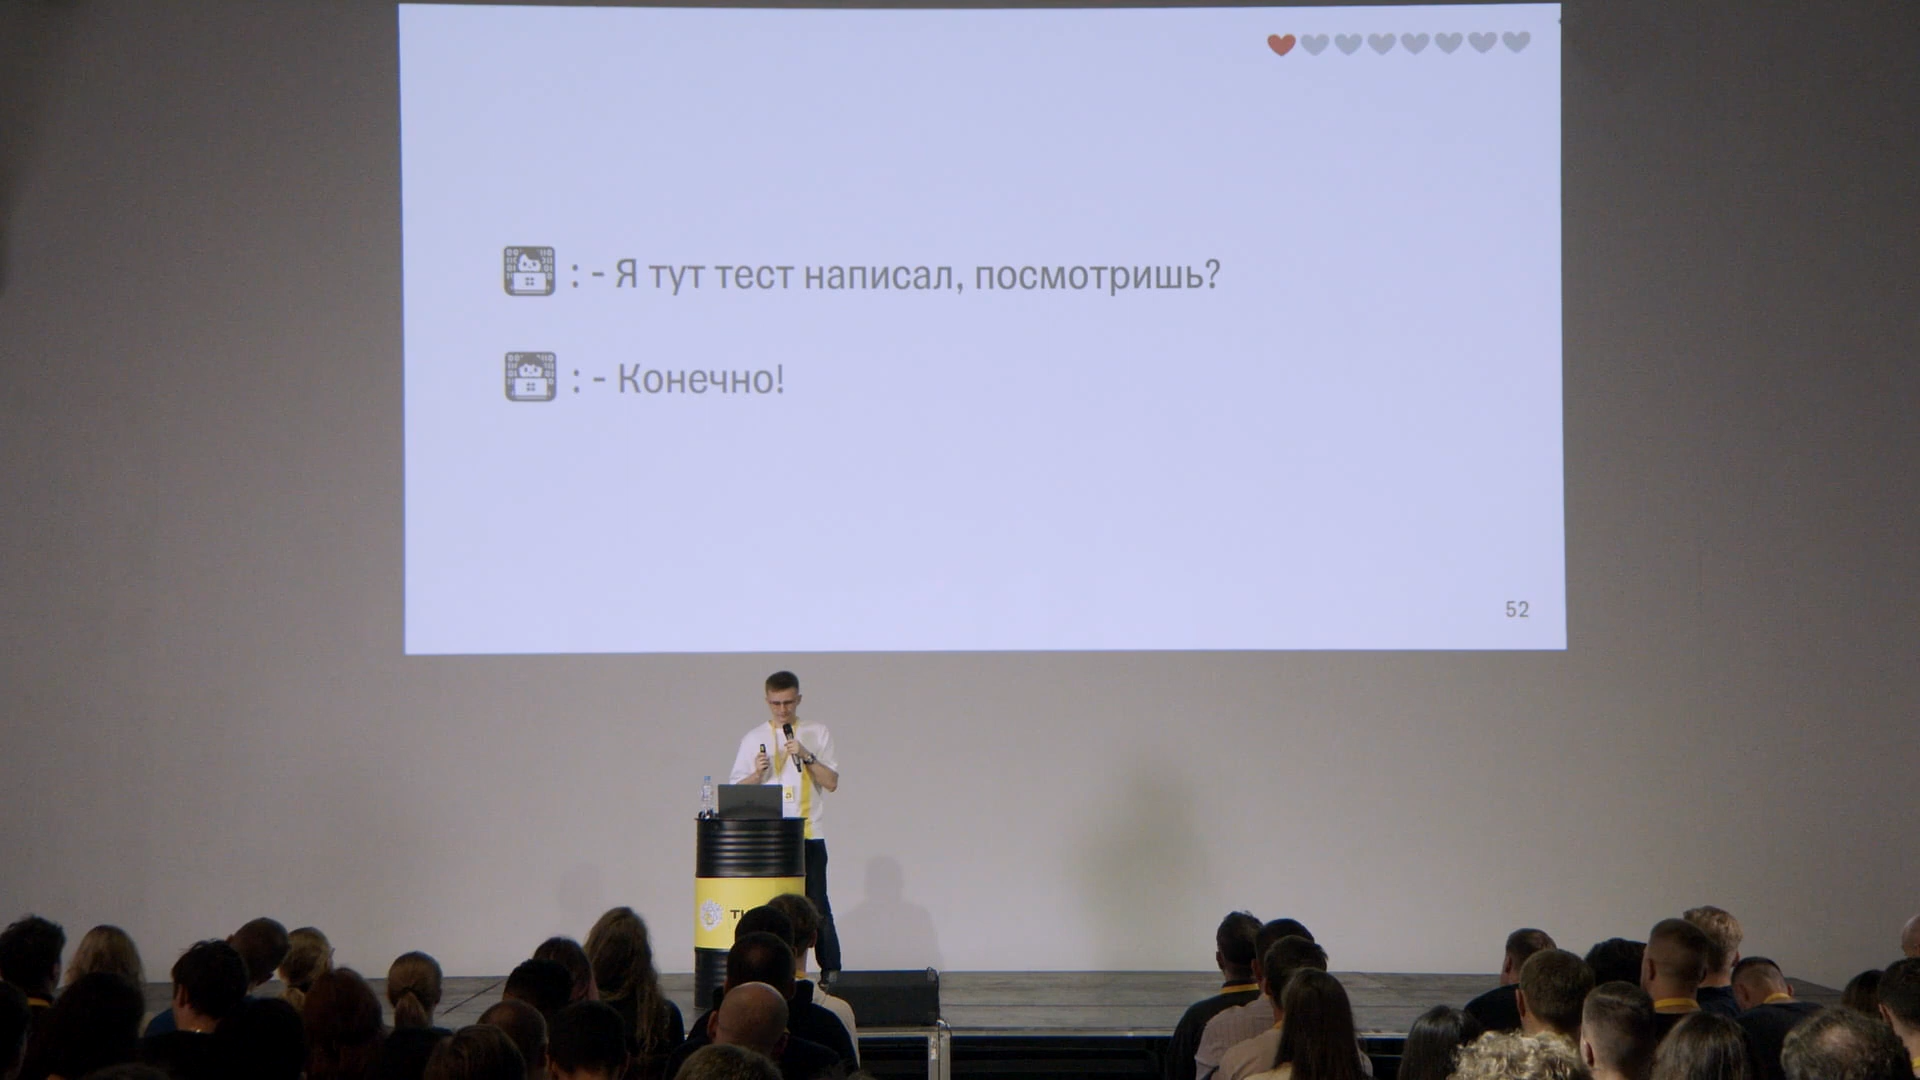 : - Я тут тест написал, посмотришь?
: - Конечно!
52